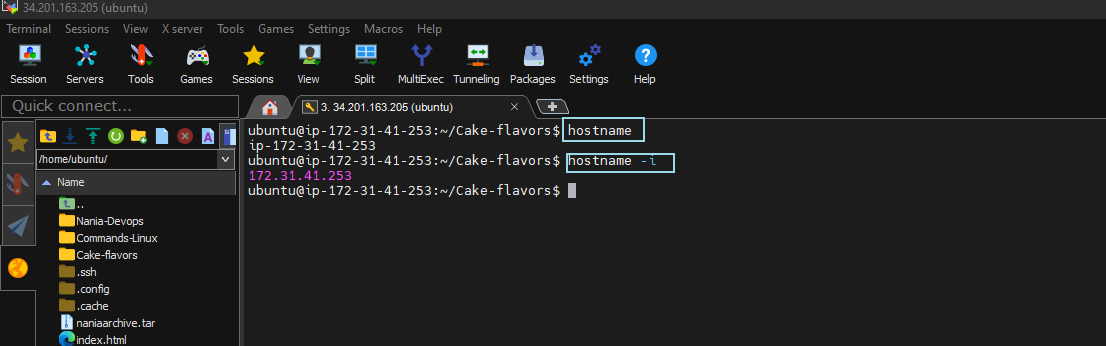 34.201.163.205 (ubuntu)
Terminal Sessions View X server Tools Games Settings Macros Help
Session Servers Tools Games Sessions View Split MultiExec Tunneling Packages Settings Help
Quick connect...
3. 34.201.163.205 (ubuntu)
/home/ubuntu/
Name
..
Nania-Devops
Commands-Linux
Cake-flavors
.ssh
.config
.cache
naniaarchive.tar
index.html
ubuntu@ip-172-31-41-253:~/Cake-flavors$ hostname
ip-172-31-41-253
ubuntu@ip-172-31-41-253:~/Cake-flavors$ hostname -i
172.31.41.253
ubuntu@ip-172-31-41-253:~/Cake-flavors$